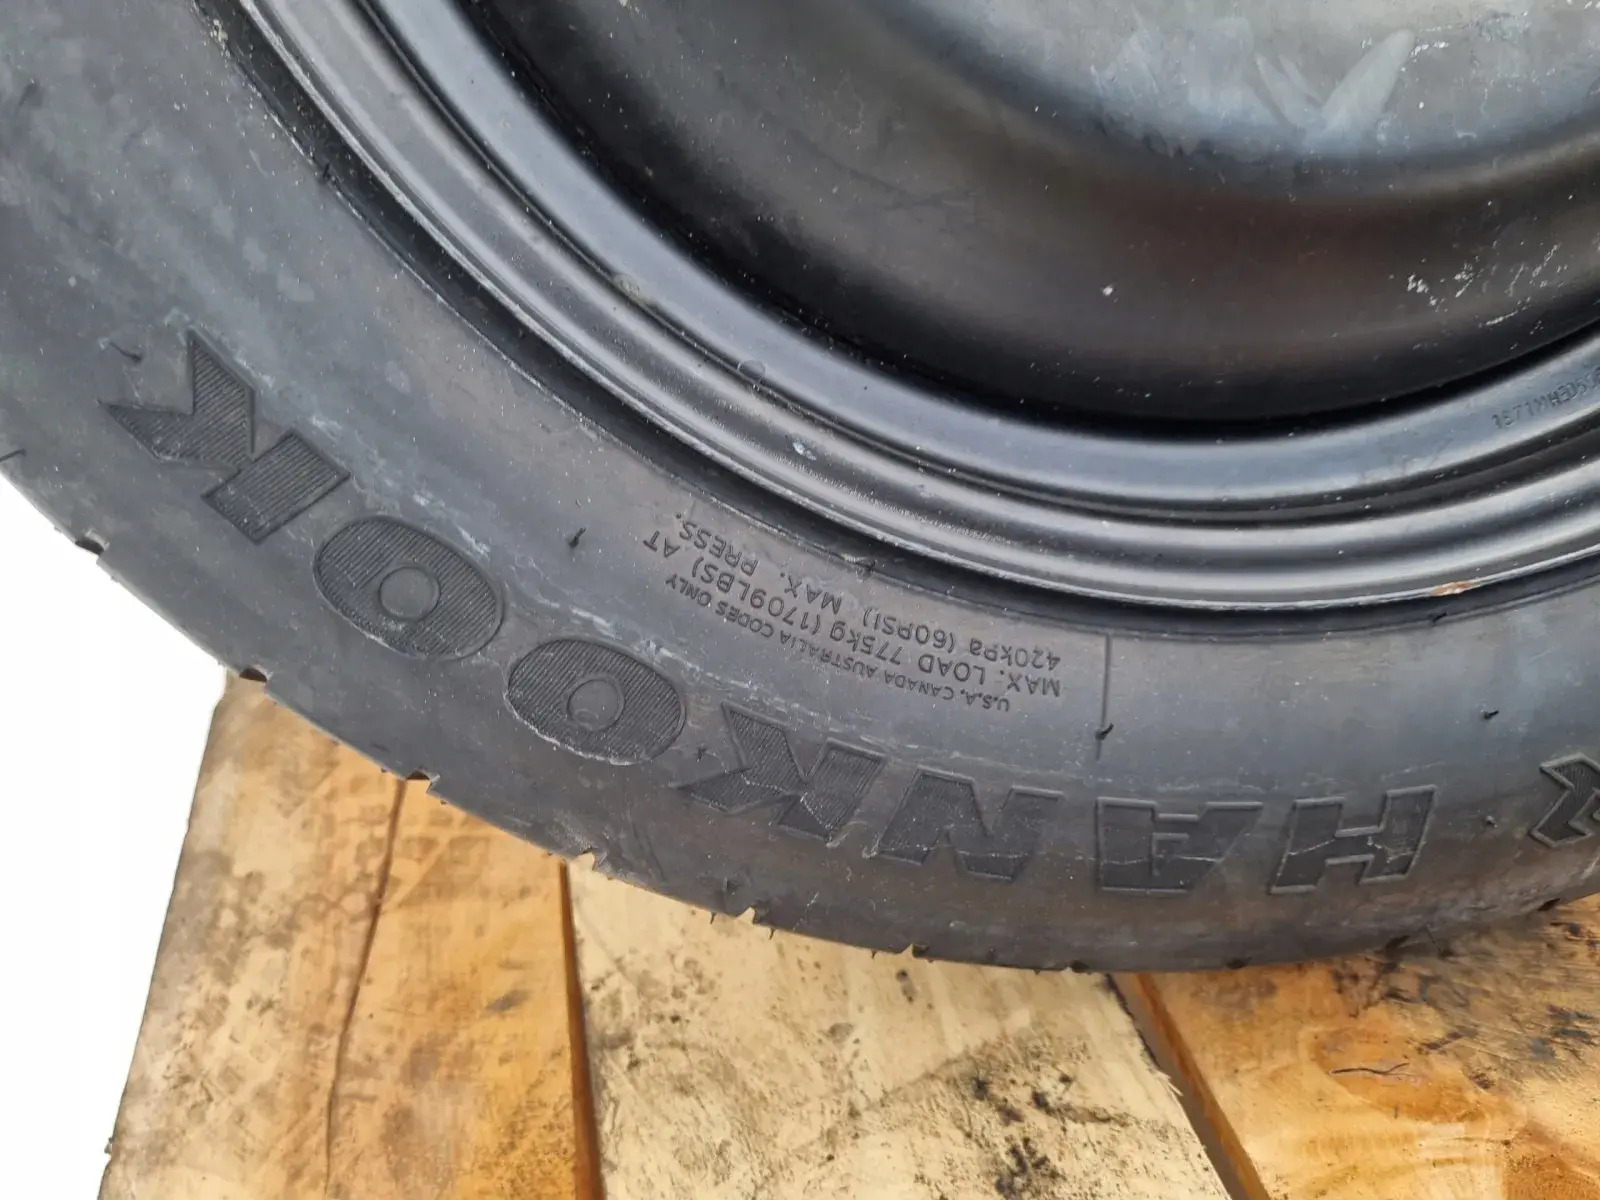 HANKOOK
U.S.A. CANADA AUSTRALIA CODES ONLY
MAX. LOAD 775kg (1709LBS) AT
420kPa (60PSI) MAX. PRESS.